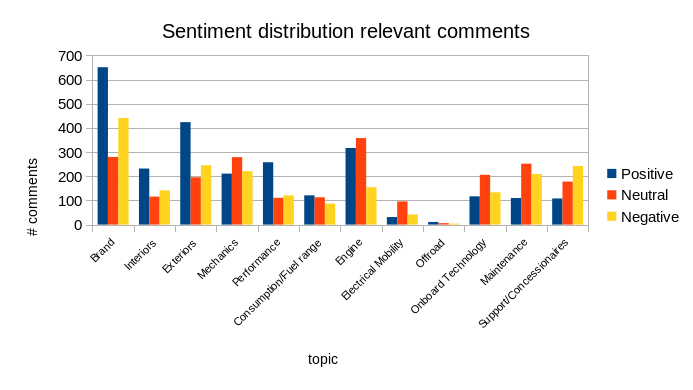 Sentiment distribution relevant comments
700
600
500
400
300
200
100
0
# comments
Brand
Interiors
Exteriors
Mechanics
Performance
Consumption/Fuel range
Engine
Electrical Mobility
Offroad
Onboard Technology
Maintenance
Support/Concessionaires
topic
Positive
Neutral
Negative